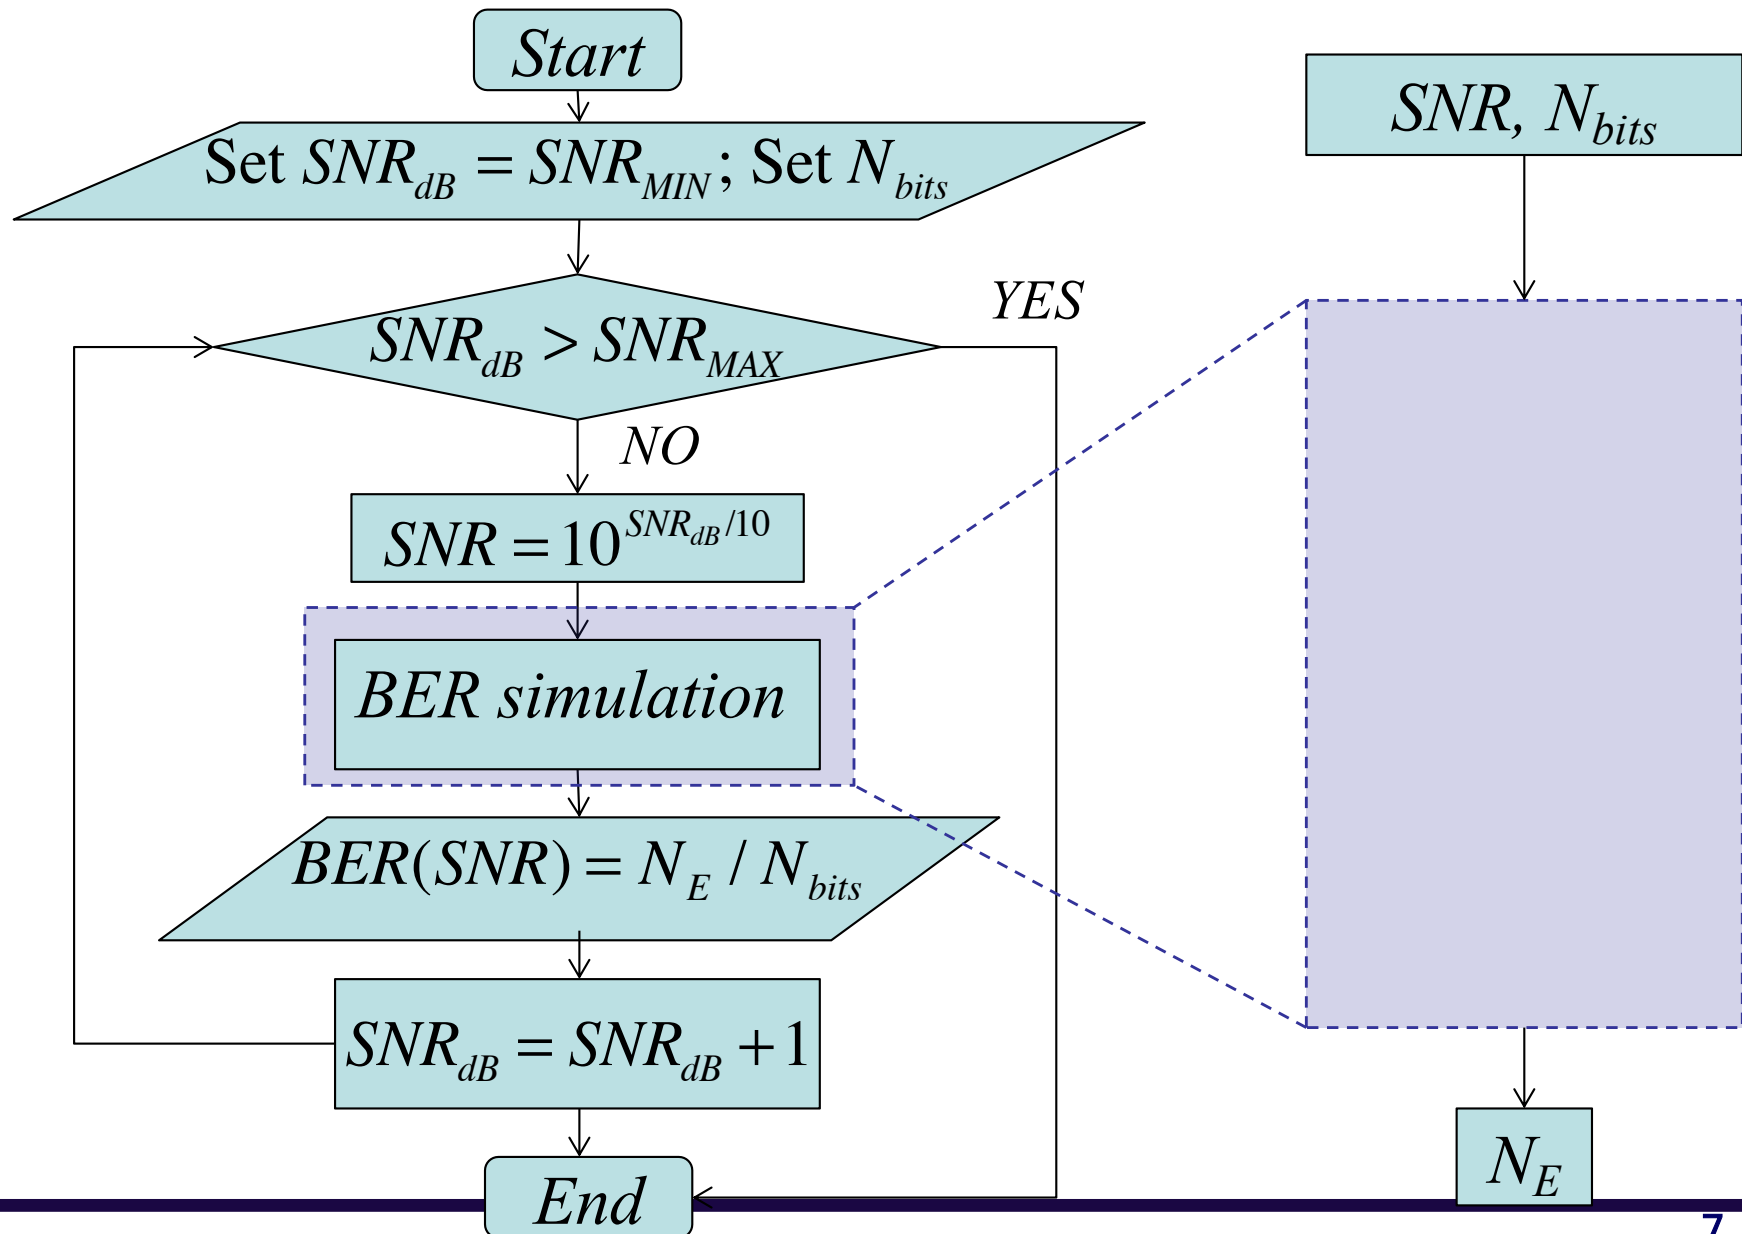 Start
Set SNR_dB = SNR_MIN; Set N_bits
SNR_dB > SNR_MAX
YES
NO
SNR = 10^(SNR_dB/10)
BER simulation
BER(SNR) = N_E / N_bits
SNR_dB = SNR_dB + 1
End
SNR, N_bits
N_E
7